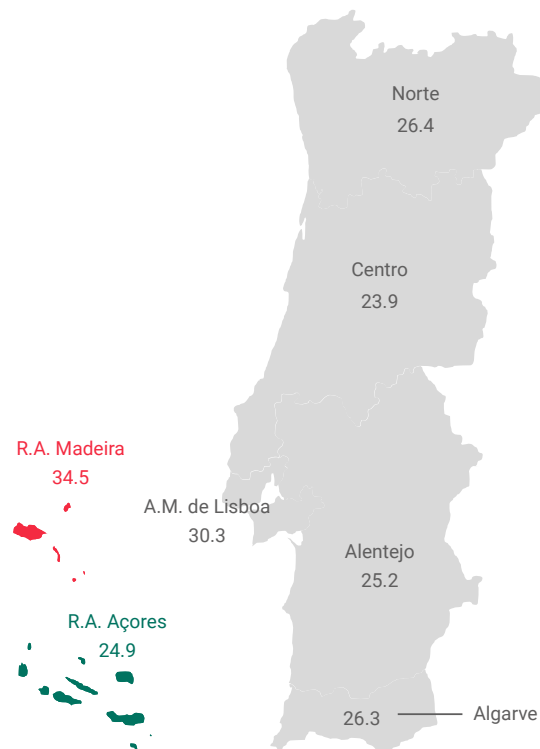 Norte
26.4
Centro
23.9
R.A. Madeira
34.5
A.M. de Lisboa
30.3
Alentejo
25.2
R.A. Açores
24.9
26.3
Algarve